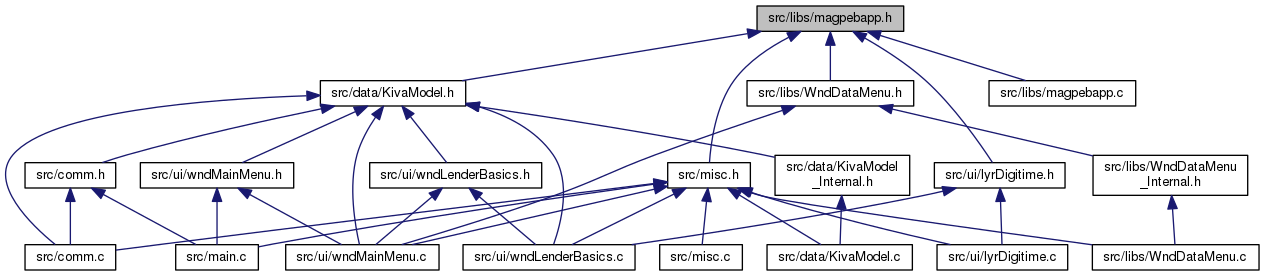 src/libs/magpebapp.h
src/data/KivaModel.h
src/libs/WndDataMenu.h
src/libs/magpebapp.c
src/comm.h
src/ui/wndMainMenu.h
src/ui/wndLenderBasics.h
src/misc.h
src/data/KivaModel
_Internal.h
src/ui/lyrDigitime.h
src/libs/WndDataMenu
_Internal.h
src/comm.c
src/main.c
src/ui/wndMainMenu.c
src/ui/wndLenderBasics.c
src/misc.c
src/data/KivaModel.c
src/ui/lyrDigitime.c
src/libs/WndDataMenu.c